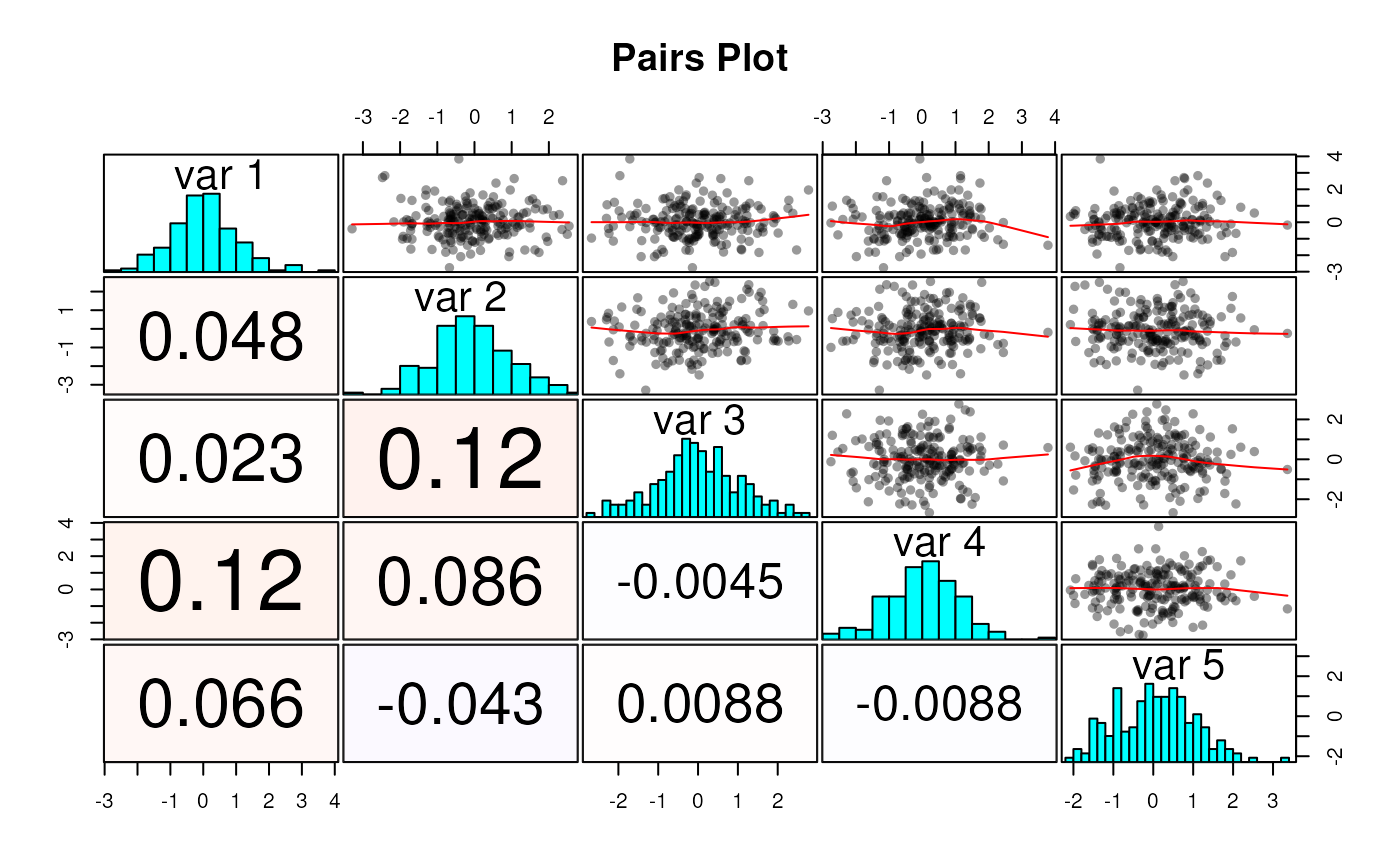 Pairs Plot
-3 -2 -1 0 1 2 -3 -1 0 1 2 3 4
var 1
-3 0 2 4
-3 -1 1
0.048
var 2
0.023
0.12
var 3
-2 0 2
-3 0 2 4
0.12
0.086
-0.0045
var 4
0.066
-0.043
0.0088
-0.0088
var 5
-2 0 2
-3 -1 0 1 2 3 4 -2 -1 0 1 2 -2 -1 0 1 2 3